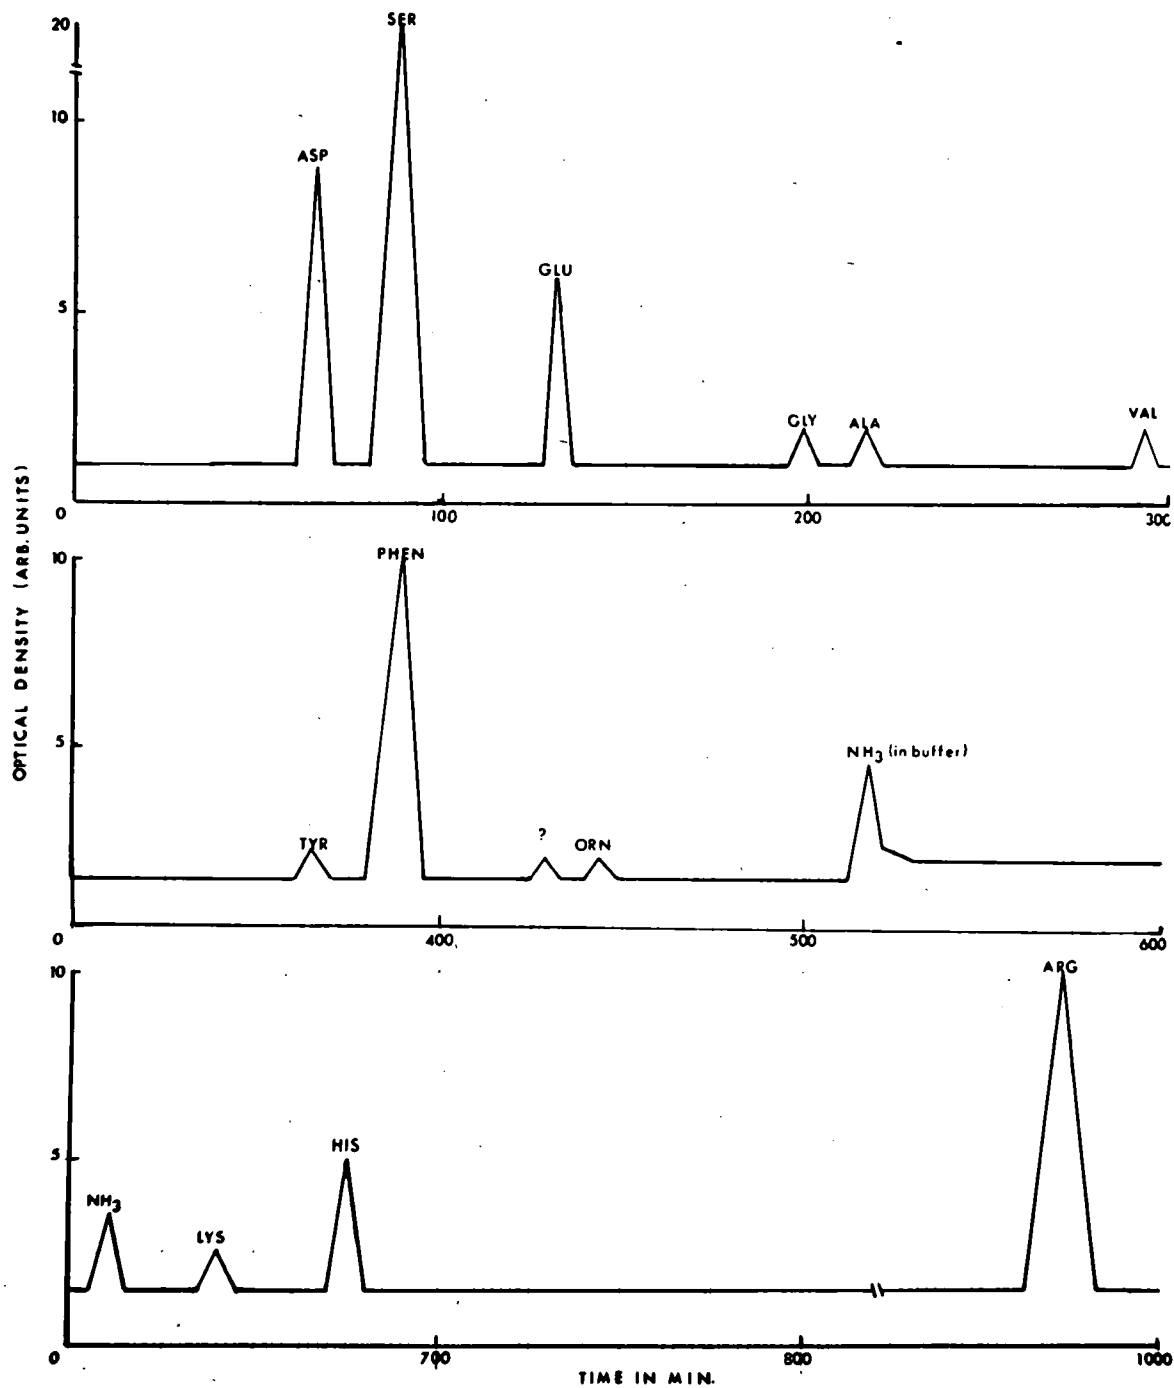 20
SER
10
ASP
5
GLU
GLY
ALA
VAL
0
100
200
300
OPTICAL DENSITY (ARB. UNITS)
10
PHEN
5
NH3 (in buffer)
TYR
?
ORN
0
400
500
600
10
ARG
5
HIS
NH3
LYS
0
700
800
1000
TIME IN MIN.